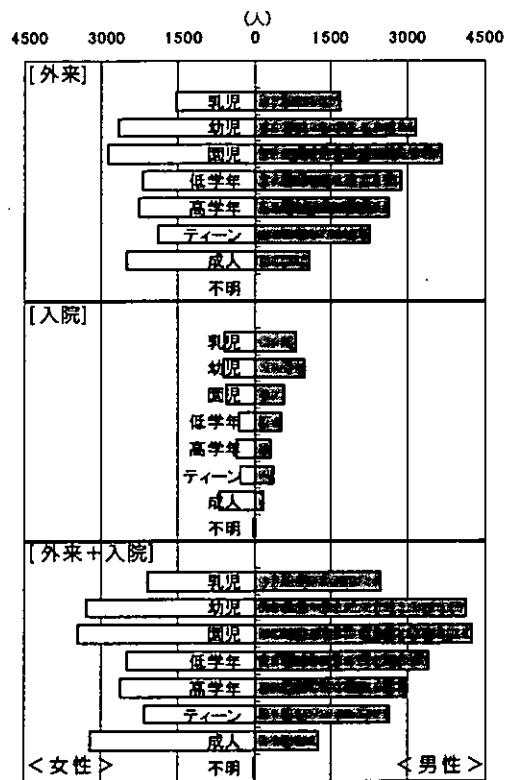 (人)
4500 3000 1500 0 1500 3000 4500
[外来]
乳児
幼児
園児
低学年
高学年
ティーン
成人
不明
[入院]
乳児
幼児
園児
低学年
高学年
ティーン
成人
不明
[外来+入院]
乳児
幼児
園児
低学年
高学年
ティーン
成人
＜女性＞ ＜男性＞
不明